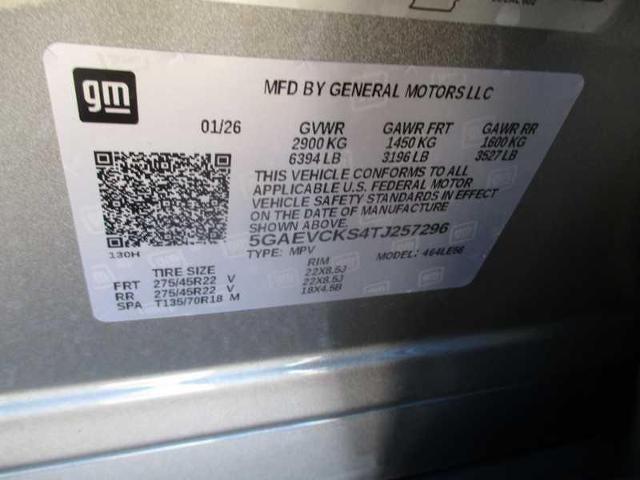 gm
MFD BY GENERAL MOTORS LLC
01/26 GVWR GAWR FRT GAWR RR
2900 KG 1450 KG 1600 KG
6394 LB 3196 LB 3527 LB
THIS VEHICLE CONFORMS TO ALL
APPLICABLE U.S. FEDERAL MOTOR
VEHICLE SAFETY STANDARDS IN EFFECT
ON THE DATE OF MANUFACTURE
SHOWN ABOVE.
5GAEVCKS4TJ257296
130H TYPE: MPV MODEL: 464LE56
TIRE SIZE RIM
FRT 275/45R22 V 22X8.5J
RR 275/45R22 V 22X8.5J
SPA T135/70R18 M 18X4.5B